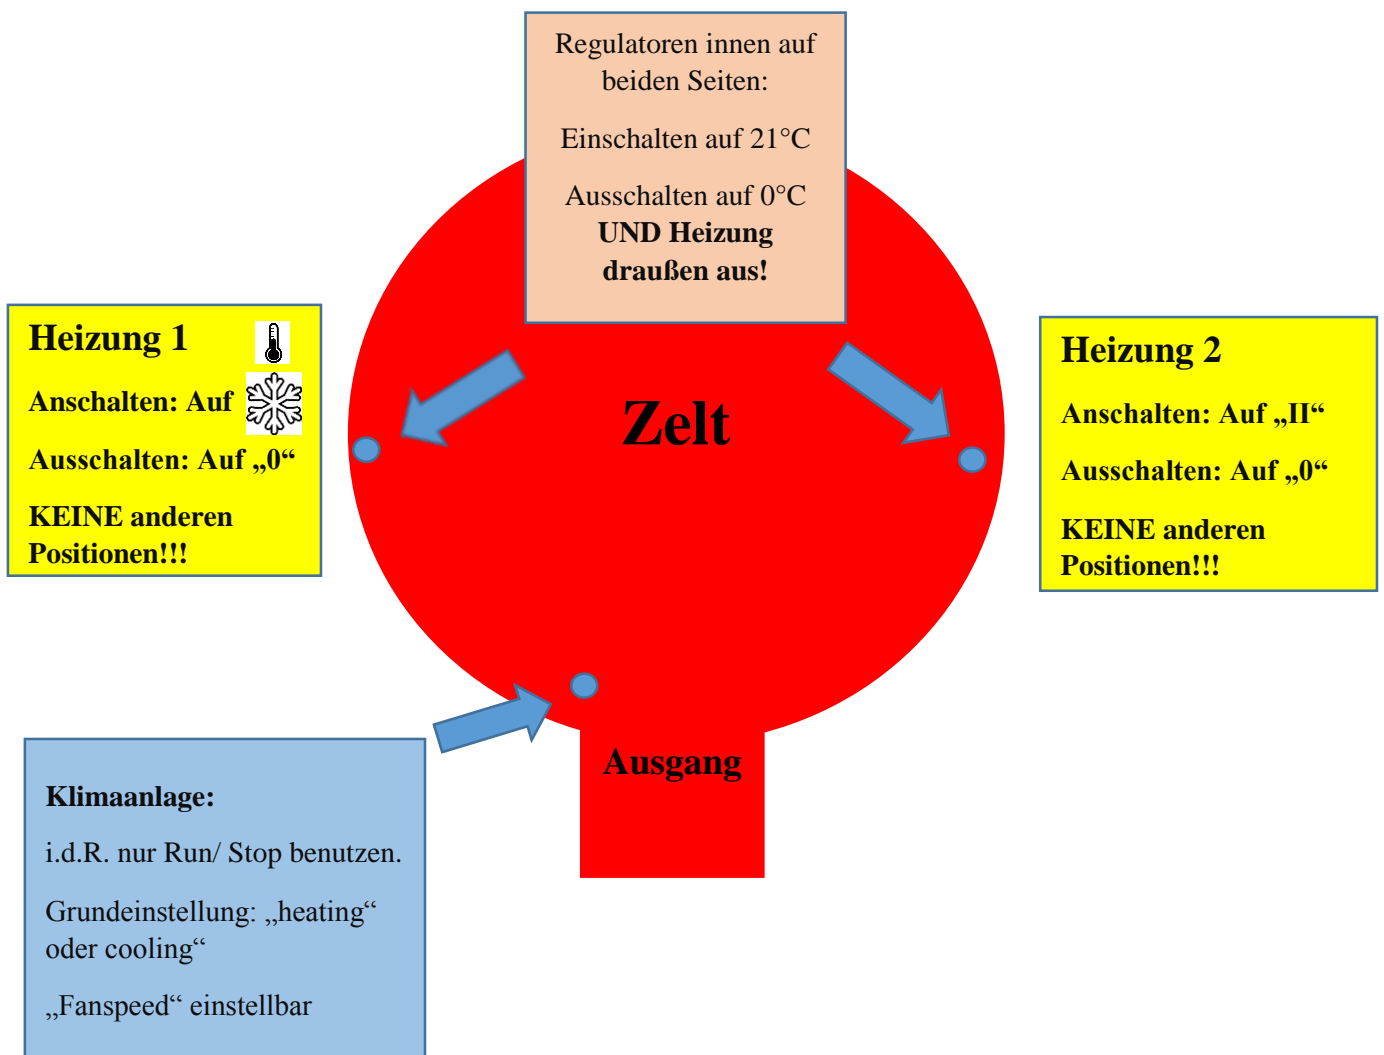 Regulatoren innen auf
beiden Seiten:
Einschalten auf 21°C
Ausschalten auf 0°C
UND Heizung
draußen aus!
Heizung 1
Anschalten: Auf
Ausschalten: Auf „0“
KEINE anderen
Positionen!!!
Zelt
Heizung 2
Anschalten: Auf „II“
Ausschalten: Auf „0“
KEINE anderen
Positionen!!!
Ausgang
Klimaanlage:
i.d.R. nur Run/ Stop benutzen.
Grundeinstellung: „heating“
oder cooling“
„Fanspeed“ einstellbar